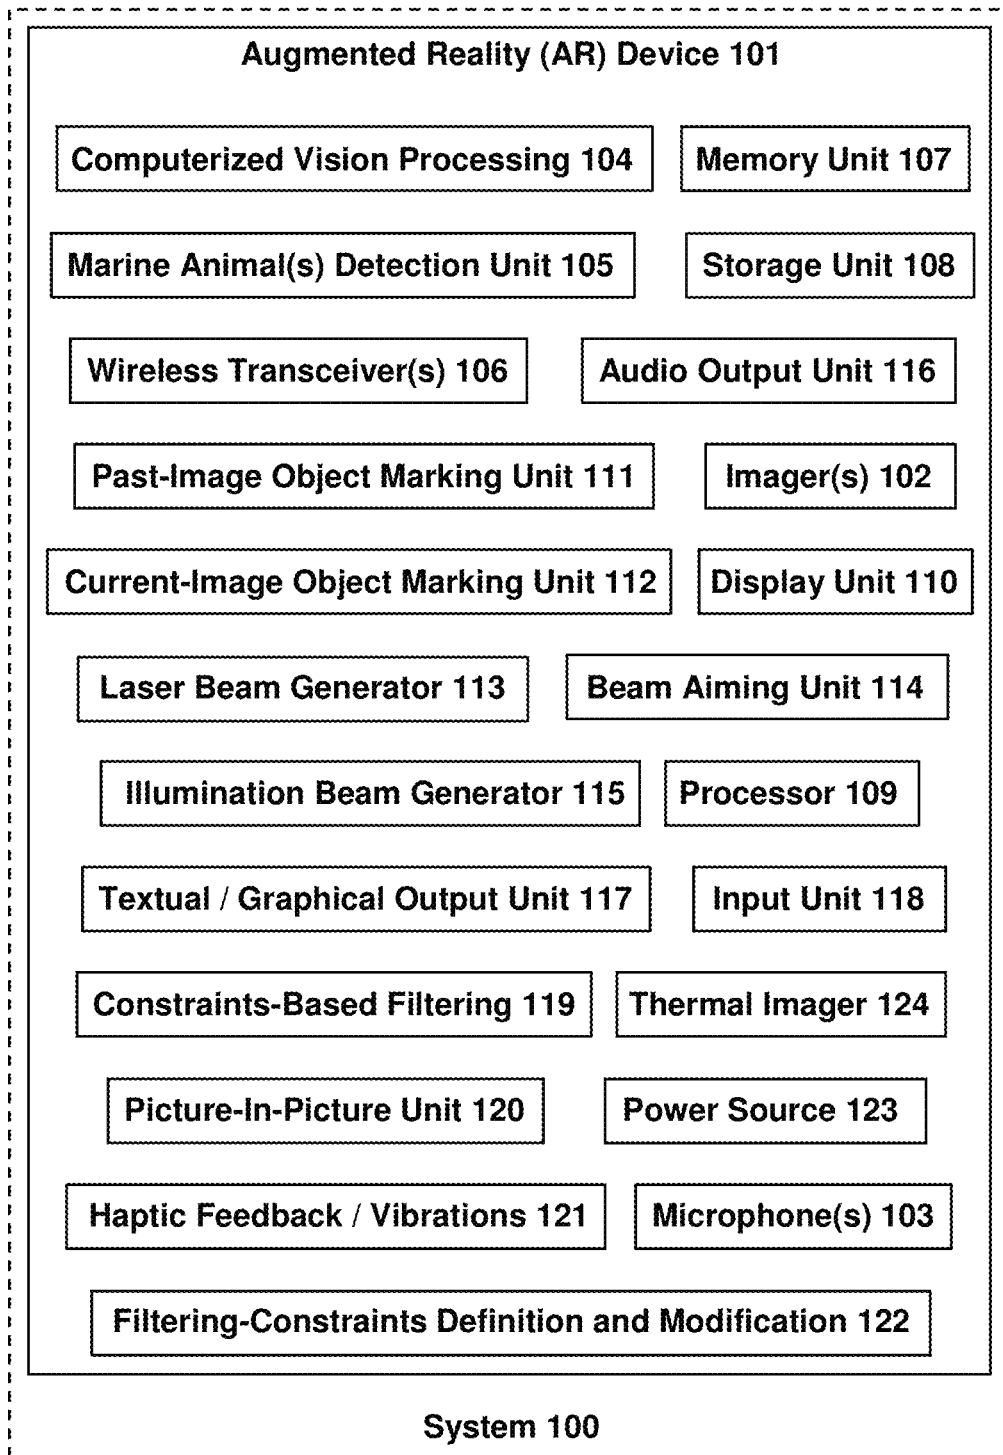 Augmented Reality (AR) Device 101
Computerized Vision Processing 104
Memory Unit 107
Marine Animal(s) Detection Unit 105
Storage Unit 108
Wireless Transceiver(s) 106
Audio Output Unit 116
Past-Image Object Marking Unit 111
Imager(s) 102
Current-Image Object Marking Unit 112
Display Unit 110
Laser Beam Generator 113
Beam Aiming Unit 114
Illumination Beam Generator 115
Processor 109
Textual / Graphical Output Unit 117
Input Unit 118
Constraints-Based Filtering 119
Thermal Imager 124
Picture-In-Picture Unit 120
Power Source 123
Haptic Feedback / Vibrations 121
Microphone(s) 103
Filtering-Constraints Definition and Modification 122
System 100